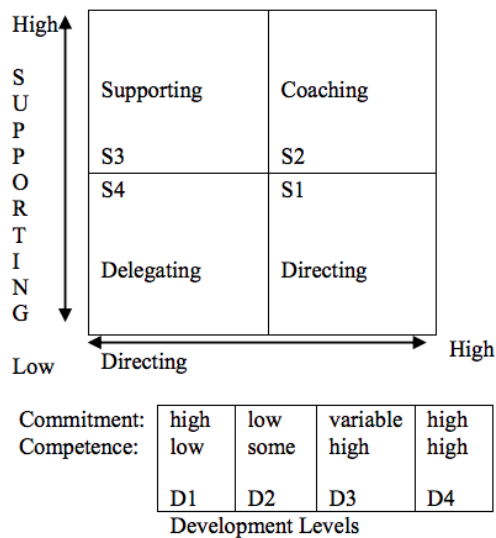 High
SUPPORTING
Supporting Coaching
S3 S2
S4 S1
Delegating Directing
Low
Directing
High
Commitment: high low variable high
Competence: low some high high
D1 D2 D3 D4
Development Levels